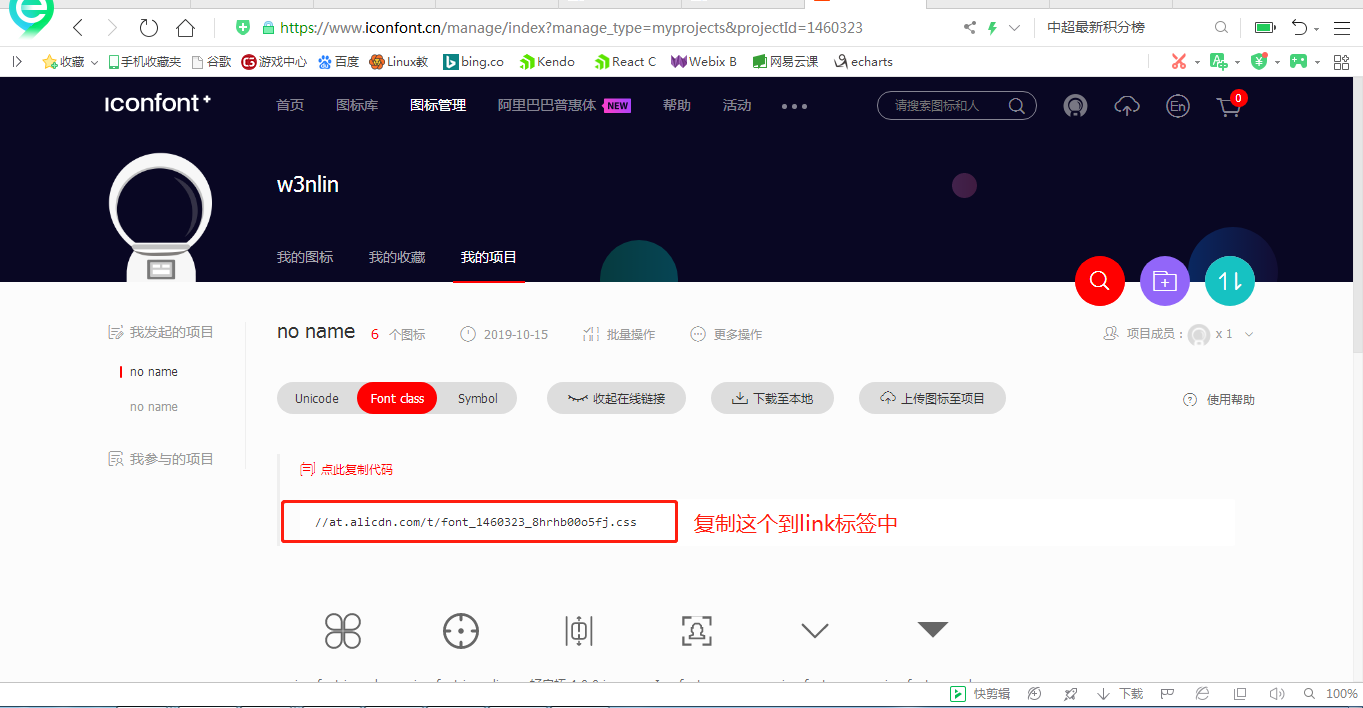 https://www.iconfont.cn/manage/index?manage_type=myprojects&projectId=1460323
中超最新积分榜
收藏 手机收藏夹 谷歌 游戏中心 百度 Linux教 bing.co Kendo React C Webix B 网易云课 echarts
iconfont+ 首页 图标库 图标管理 阿里巴巴普惠体 NEW 帮助 活动 请搜索图标和人 En 0
w3nlin
我的图标 我的收藏 我的项目
我发起的项目
no name
no name
我参与的项目
no name 6 个图标 2019-10-15 批量操作 更多操作 项目成员: x 1
Unicode Font class Symbol 收起在线链接 下载至本地 上传图标至项目 使用帮助
点此复制代码
//at.alicdn.com/t/font_1460323_8hrhb00o5fj.css
复制这个到link标签中
快剪辑 下载 100%